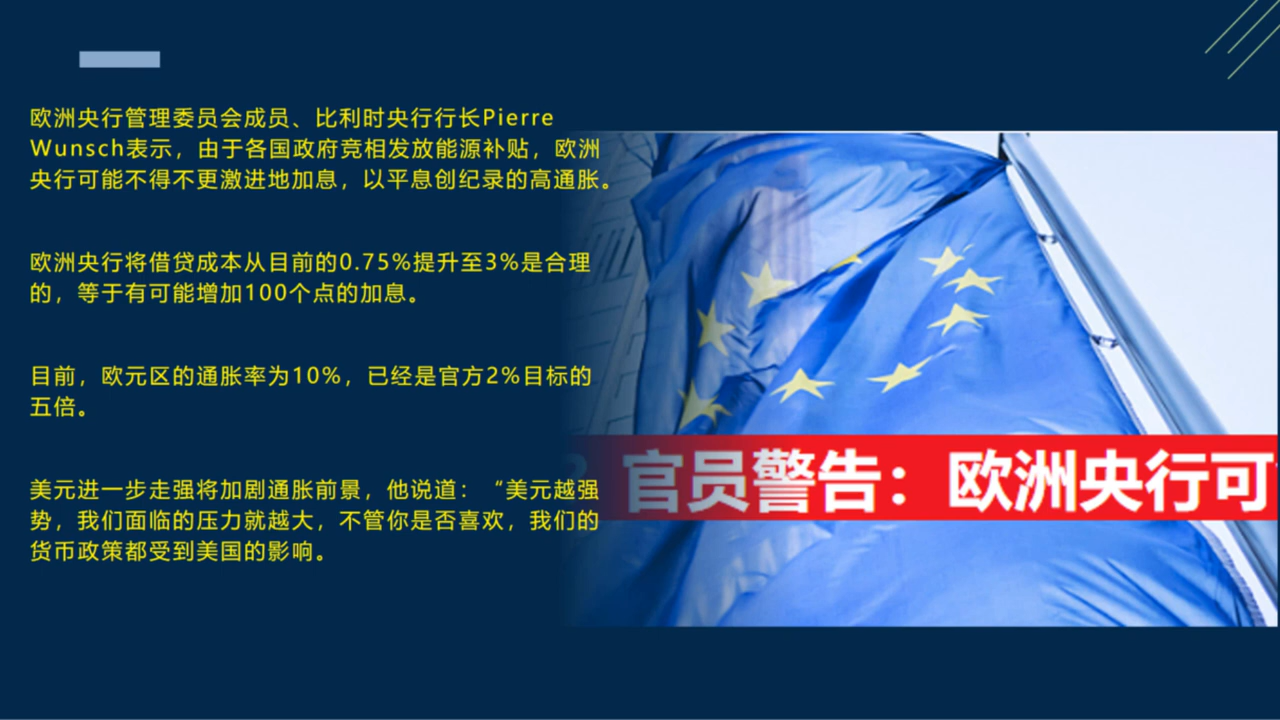 欧洲央行管理委员会成员、比利时央行行长Pierre
Wunsch表示，由于各国政府竞相发放能源补贴，欧洲
央行可能不得不更激进地加息，以平息创纪录的高通胀。
欧洲央行将借贷成本从目前的0.75%提升至3%是合理
的，等于有可能增加100个点的加息。
目前，欧元区的通胀率为10%，已经是官方2%目标的
五倍。
美元进一步走强将加剧通胀前景，他说道：“美元越强
势，我们面临的压力就越大，不管你是否喜欢，我们的
货币政策都受到美国的影响。
官员警告：欧洲央行可